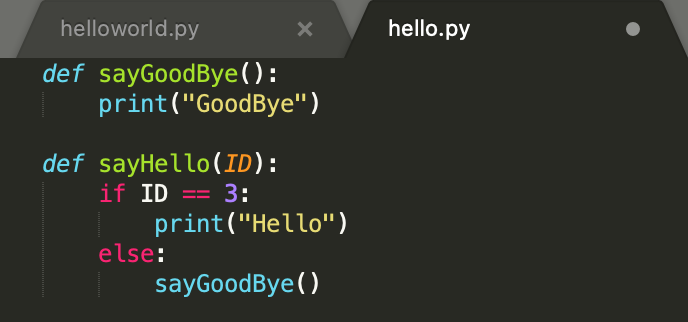 helloworld.py × hello.py
def sayGoodBye():
    print("GoodBye")
def sayHello(ID):
    if ID == 3:
        print("Hello")
    else:
        sayGoodBye()